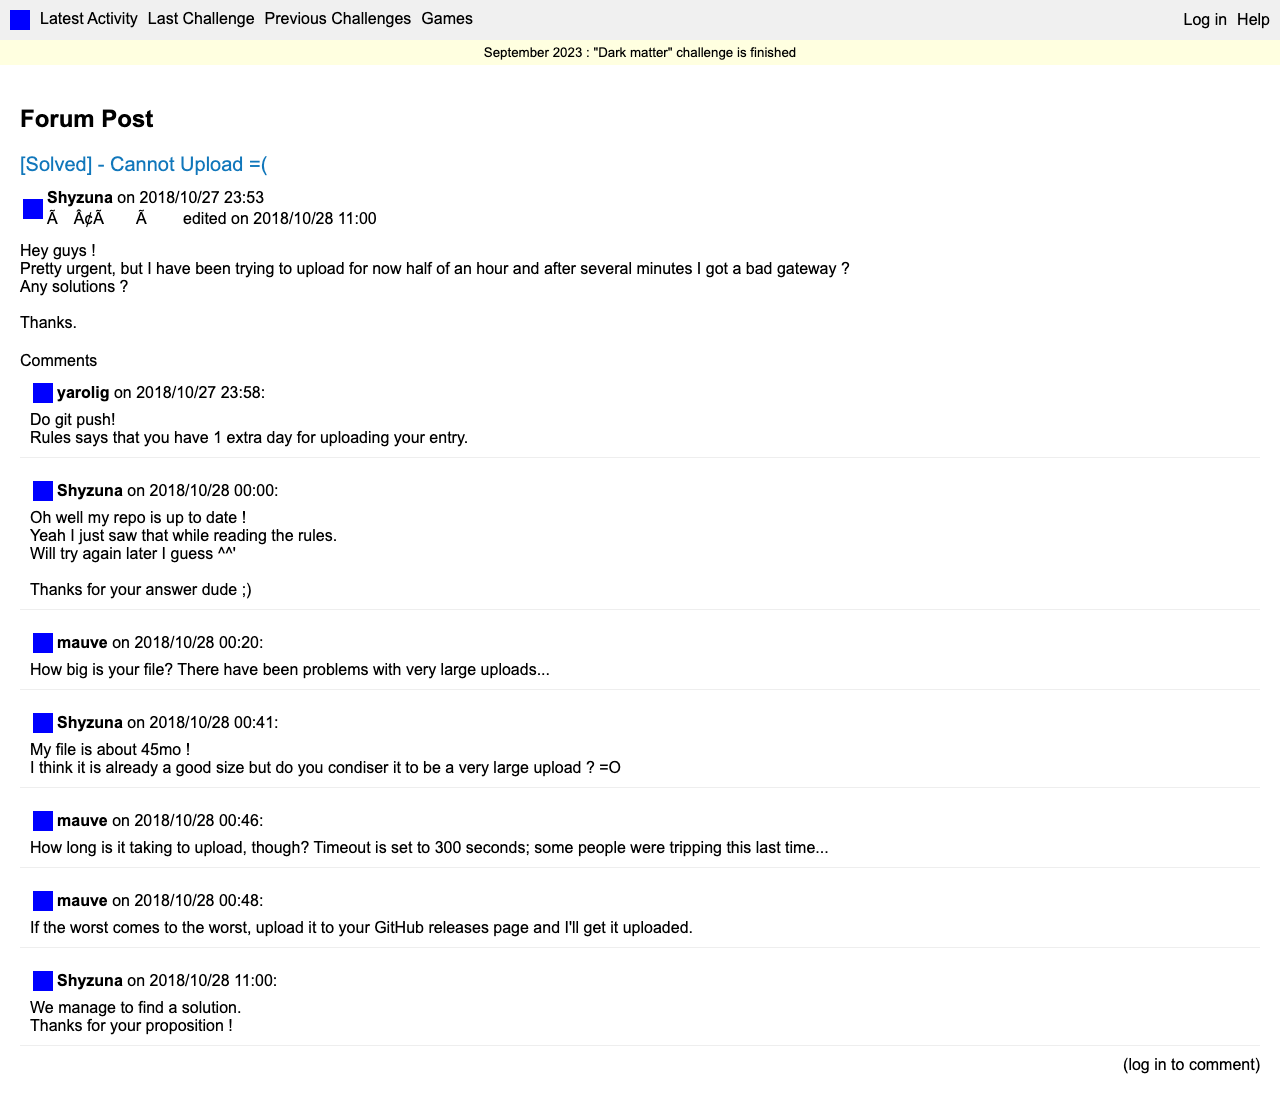 Latest Activity Last Challenge Previous Challenges Games Log in Help
September 2023 : "Dark matter" challenge is finished
Forum Post
[Solved] - Cannot Upload =(
Shyzuna on 2018/10/27 23:53
Ã Â¢Ã Ã edited on 2018/10/28 11:00
Hey guys !
Pretty urgent, but I have been trying to upload for now half of an hour and after several minutes I got a bad gateway ?
Any solutions ?
Thanks.
Comments
yarolig on 2018/10/27 23:58:
Do git push!
Rules says that you have 1 extra day for uploading your entry.
Shyzuna on 2018/10/28 00:00:
Oh well my repo is up to date !
Yeah I just saw that while reading the rules.
Will try again later I guess ^^'
Thanks for your answer dude ;)
mauve on 2018/10/28 00:20:
How big is your file? There have been problems with very large uploads...
Shyzuna on 2018/10/28 00:41:
My file is about 45mo !
I think it is already a good size but do you condiser it to be a very large upload ? =O
mauve on 2018/10/28 00:46:
How long is it taking to upload, though? Timeout is set to 300 seconds; some people were tripping this last time...
mauve on 2018/10/28 00:48:
If the worst comes to the worst, upload it to your GitHub releases page and I'll get it uploaded.
Shyzuna on 2018/10/28 11:00:
We manage to find a solution.
Thanks for your proposition !
(log in to comment)